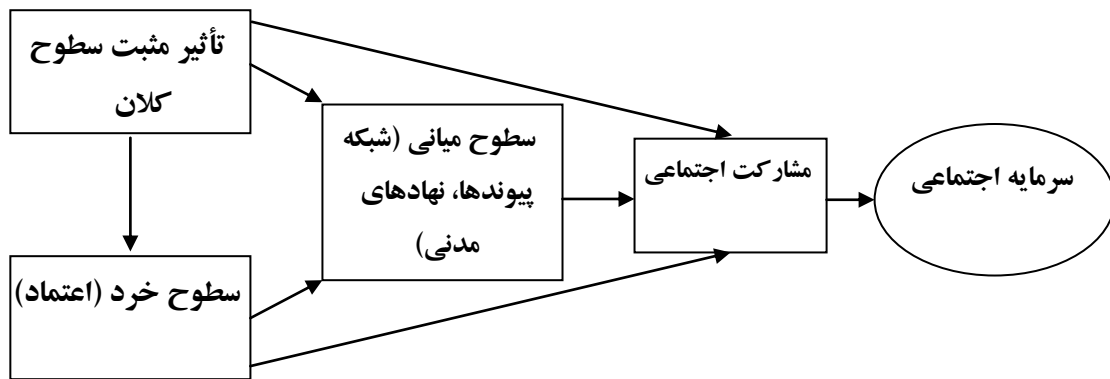 تأثیر مثبت سطوح
کلان
سطوح میانی (شبکه
پیوندها، نهادهای
مدنی)
مشارکت اجتماعی
سرمایه اجتماعی
سطوح خرد (اعتماد)